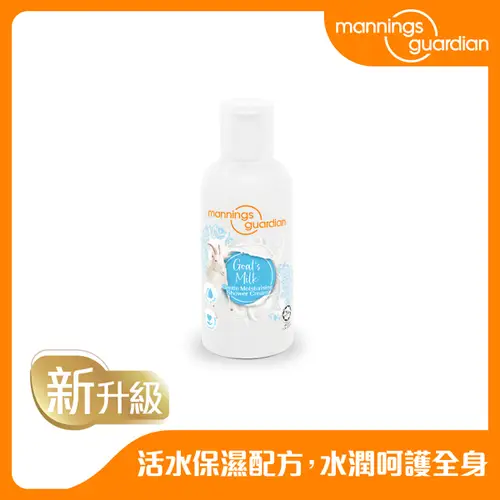 mannings
guardian
mannings
guardian
Goat's
Milk
Gentle Moisturising
Shower Cream
新升級
活水保濕配方，水潤呵護全身